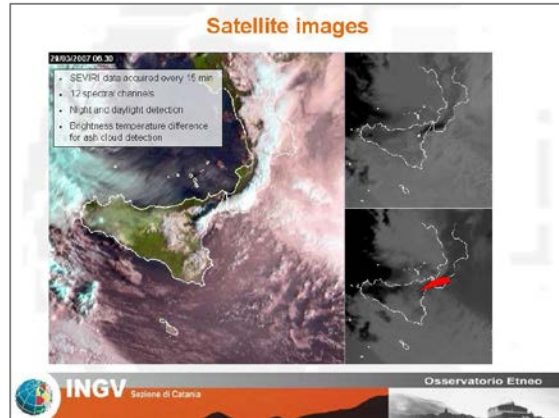 Satellite images
29/03/2007 06.30
• SEVIRI data acquired every 15 min
• 12 spectral channels
• Night and daylight detection
• Brightness temperature difference
for ash cloud detection
INGV Sezione di Catania
Osservatorio Etneo